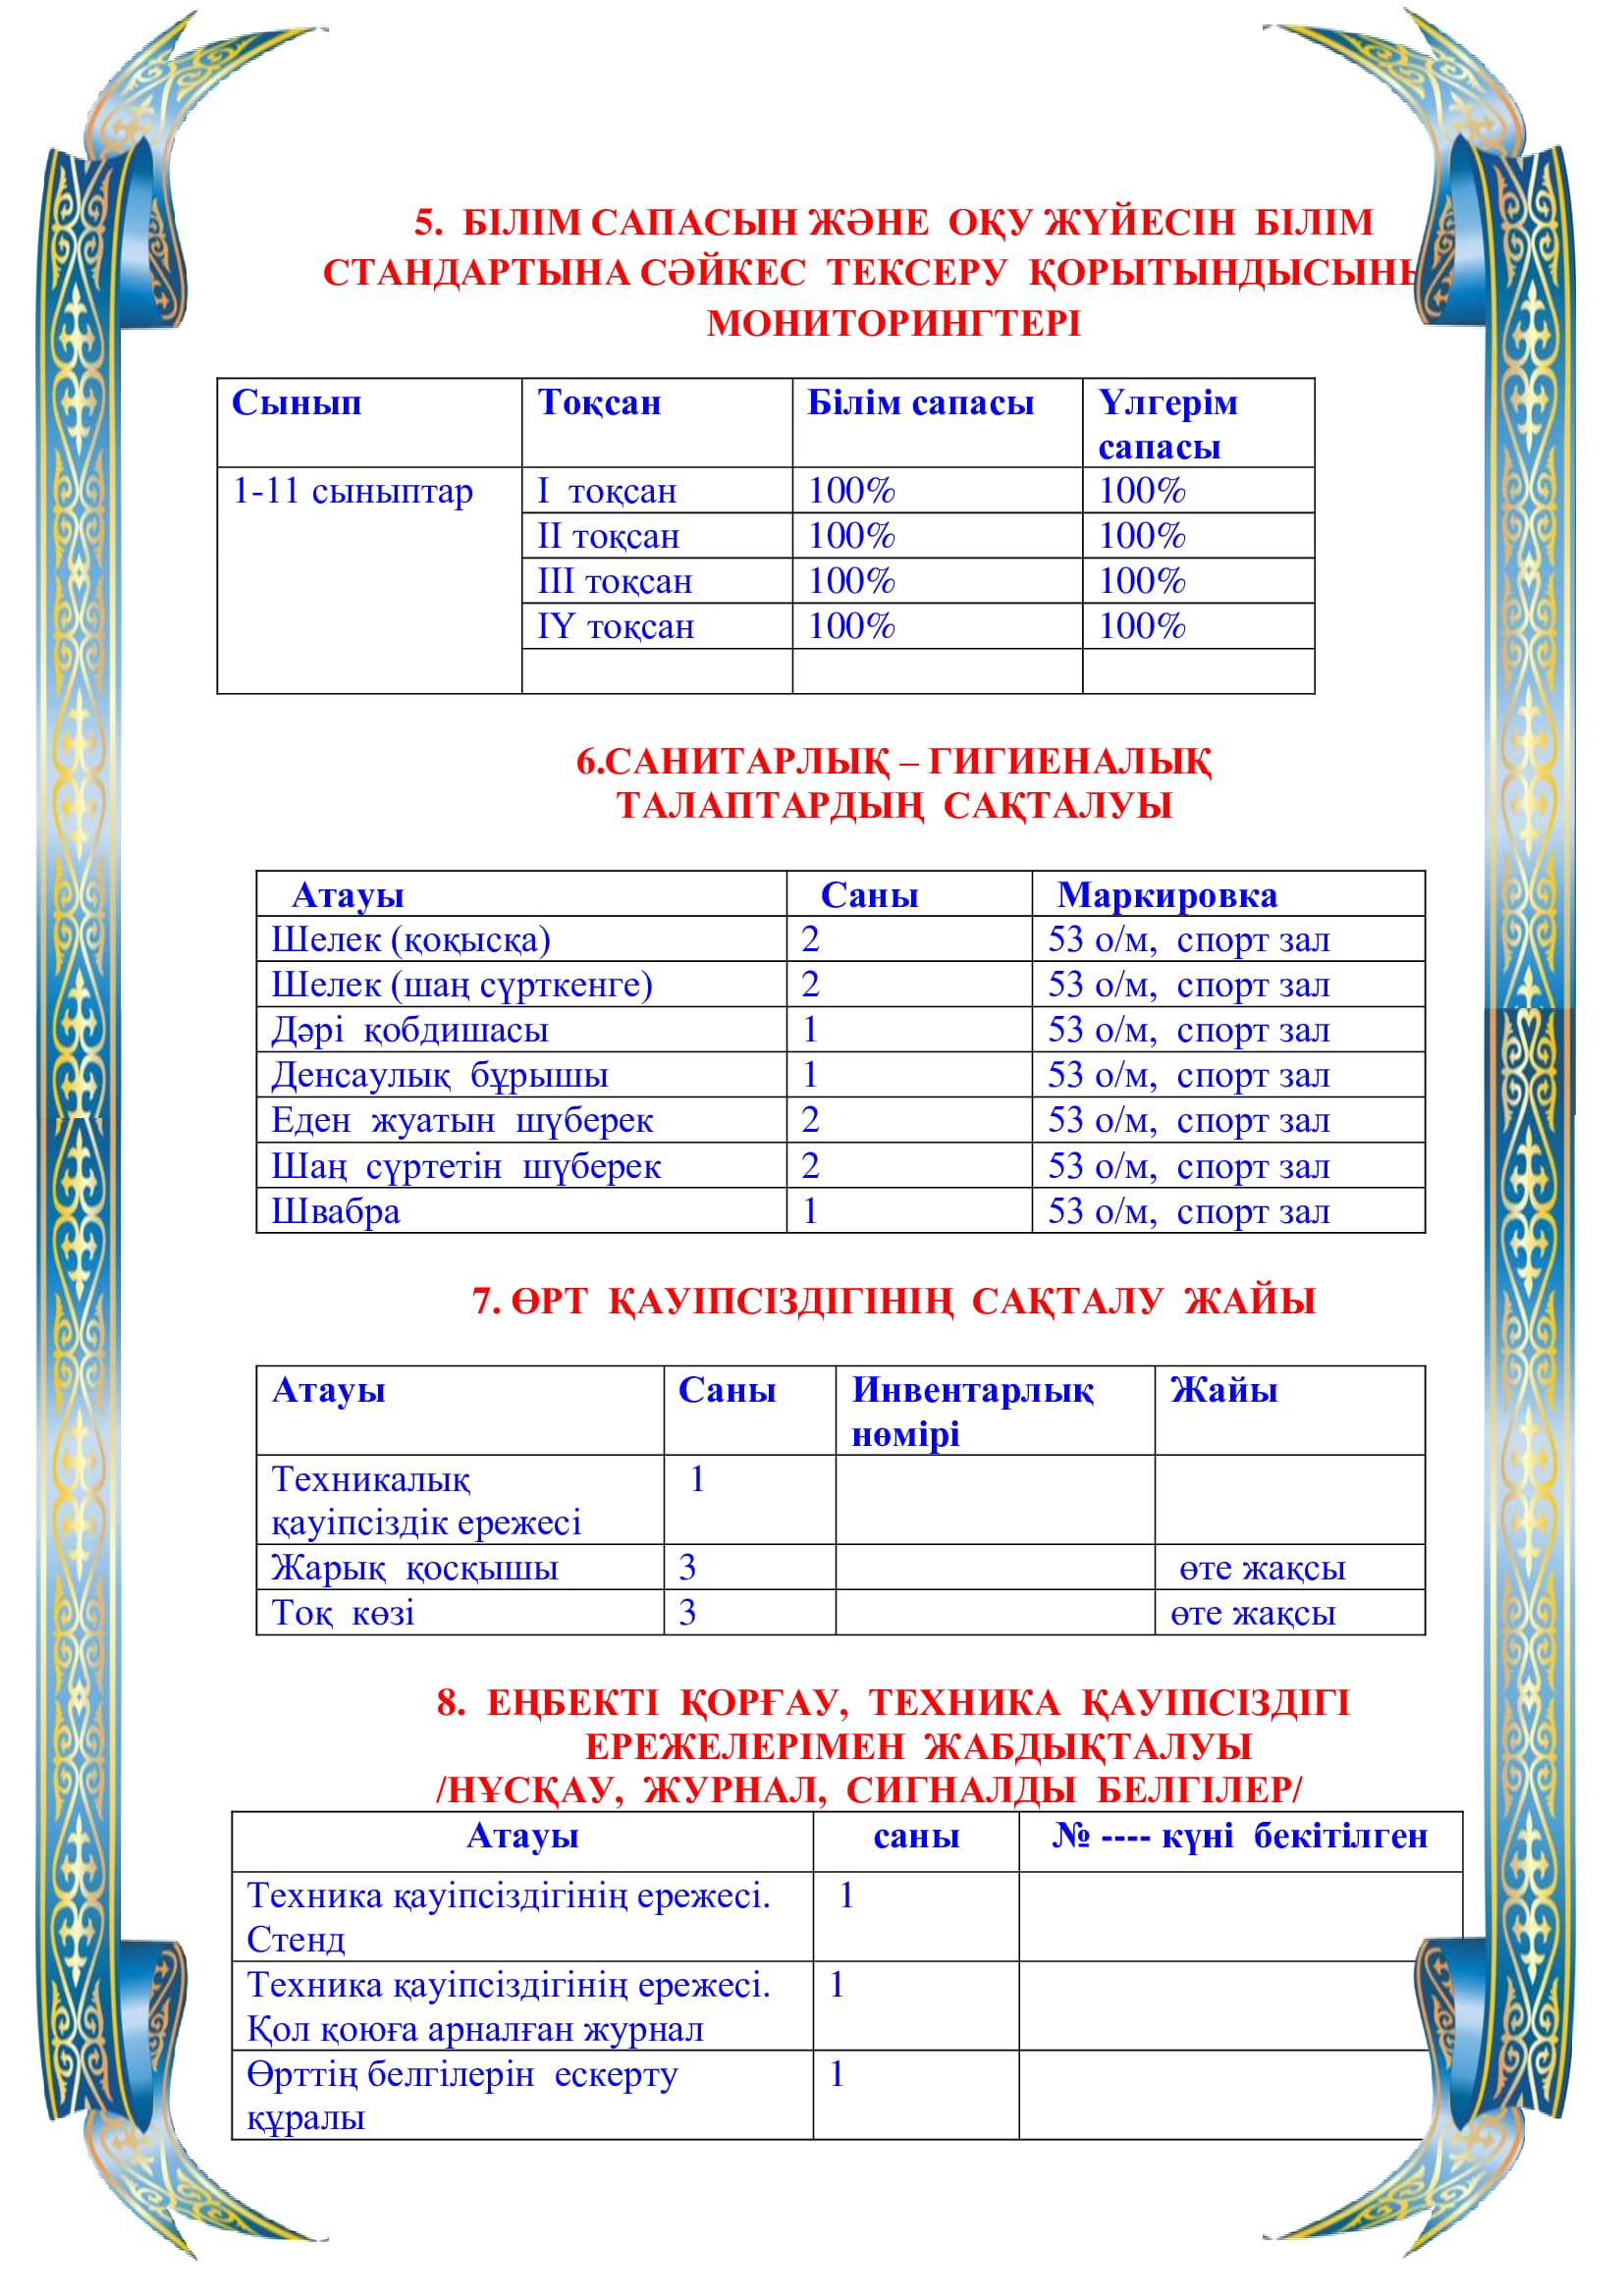 5. БІЛІМ САПАСЫН ЖӘНЕ ОҚУ ЖҮЙЕСІН БІЛІМ
СТАНДАРТЫНА СӘЙКЕС ТЕКСЕРУ
МОНИТОРИНГТЕРІ
Сынып Тоқсан Білім сапасы Үлгерім
сапасы
1-11 сыныптар І тоқсан 100% 100%
ІІ тоқсан 100% 100%
ІІІ тоқсан 100% 100%
ІҮ тоқсан 100% 100%
6.САНИТАРЛЫҚ – ГИГИЕНАЛЫҚ
ТАЛАПТАРДЫҢ САҚТАЛУЫ
Атауы Саны Маркировка
Шелек (қоқысқа) 2 53 о/м, спорт зал
Шелек (шаң сүрткенге) 2 53 о/м, спорт зал
Дәрі қобдишасы 1 53 о/м, спорт зал
Денсаулық бұрышы 1 53 о/м, спорт зал
Еден жуатын шүберек 2 53 о/м, спорт зал
Шаң сүртетін шүберек 2 53 о/м, спорт зал
Швабра 1 53 о/м, спорт зал
7. ӨРТ ҚАУІПСІЗДІГІНІҢ САҚТАЛУ ЖАЙЫ
Атауы Саны Инвентарлық Жайы
нөмірі
Техникалық 1
қауіпсіздік ережесі
Жарық қосқышы 3 өте жақсы
Тоқ көзі 3 өте жақсы
8. ЕҢБЕКТІ ҚОРҒАУ, ТЕХНИКА ҚАУІПСІЗДІГІ
ЕРЕЖЕЛЕРІМЕН ЖАБДЫҚТАЛУЫ
/НҰСҚАУ, ЖУРНАЛ, СИГНАЛДЫ БЕЛГІЛЕР/
Атауы саны № ---- күні бекітілген
Техника қауіпсіздігінің ережесі. 1
Стенд
Техника қауіпсіздігінің ережесі. 1
Қол қоюға арналған журнал
Өрттің белгілерін ескерту 1
құралы